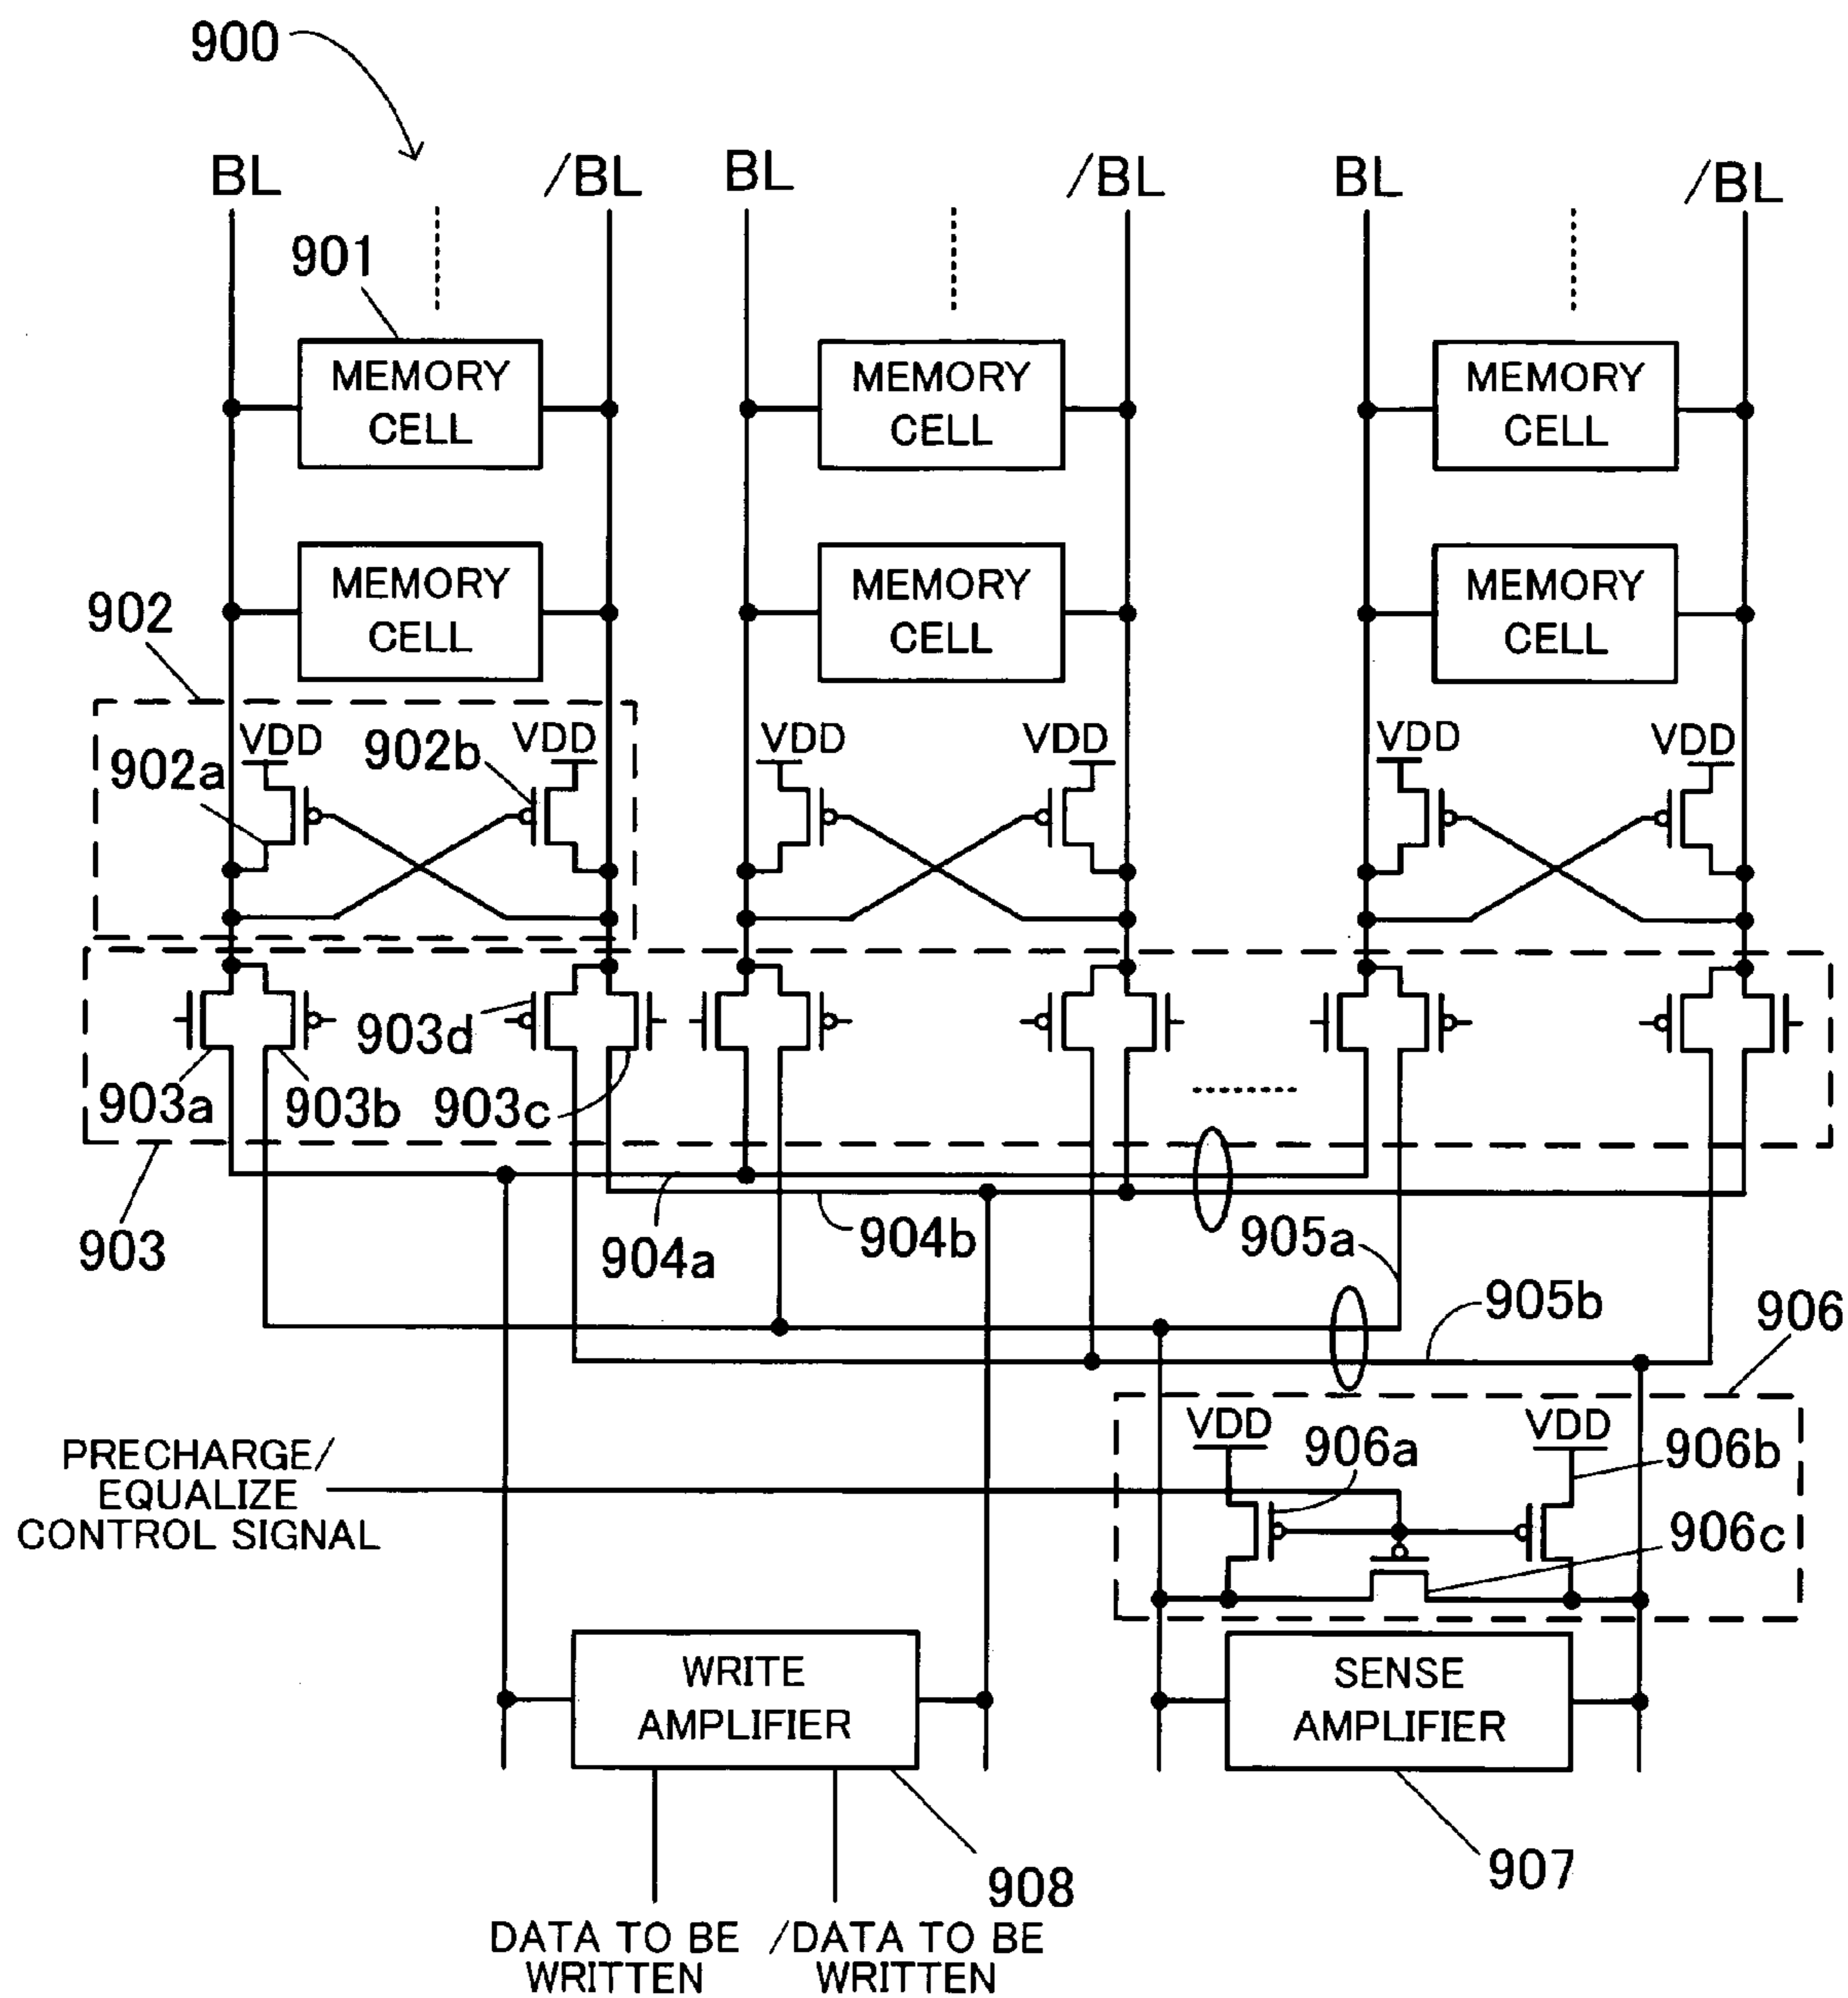 900
BL /BL BL /BL BL /BL
901
MEMORY CELL
MEMORY CELL
MEMORY CELL
MEMORY CELL
MEMORY CELL
MEMORY CELL
902
VDD VDD VDD VDD VDD VDD
902a 902b
903d
903a 903b 903c
903
904a 904b 905a
905b 906
VDD VDD
906a 906b
PRECHARGE/
EQUALIZE
CONTROL SIGNAL
906c
WRITE
AMPLIFIER
SENSE
AMPLIFIER
908 907
DATA TO BE
WRITTEN
/DATA TO BE
WRITTEN